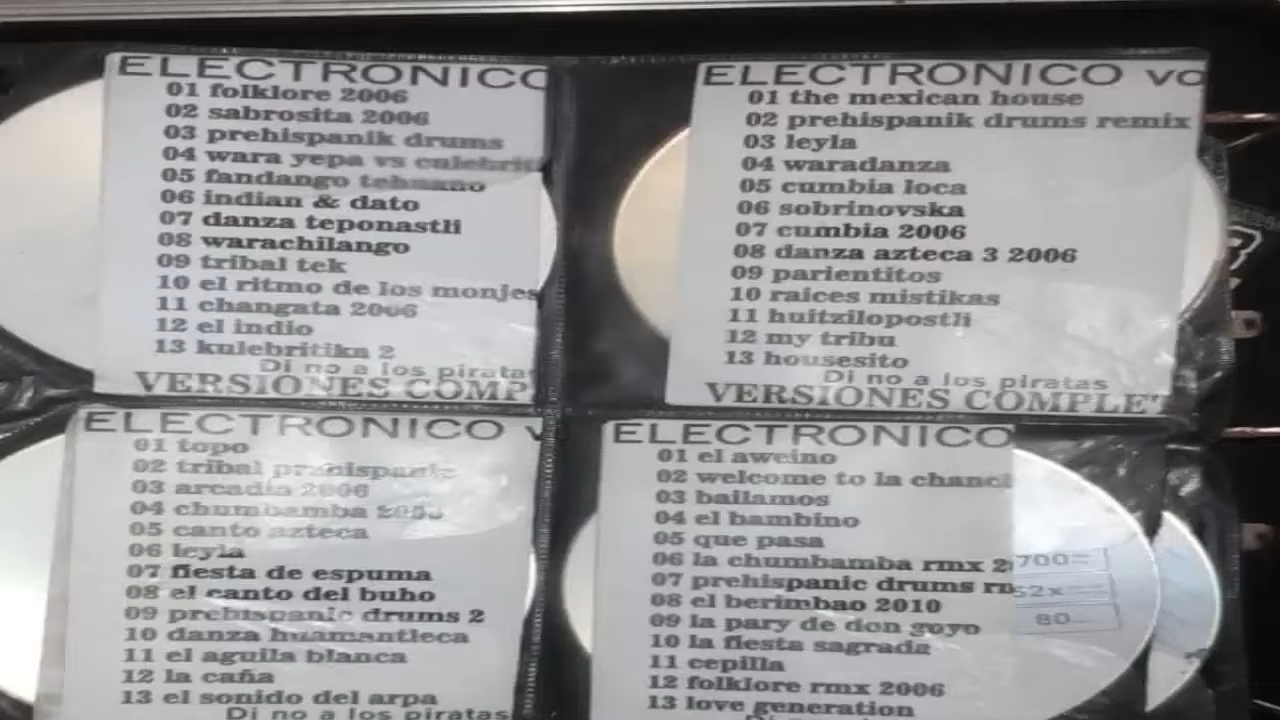 ELECTRONICO
01 folklore 2006
02 sabrosita 2006
03 prehispanik drums
04 wara yepa vs culebrit
05 fandango tehuano
06 indian & dato
07 danza teponastli
08 warachilango
09 tribal tek
10 el ritmo de los monjes
11 changata 2006
12 el indio
13 kulebritika 2
Di no a los pirata
VERSIONES COMP
ELECTRONICO vo
01 the mexican house
02 prehispanik drums remix
03 leyla
04 waradanza
05 cumbia loca
06 sobrinovska
07 cumbia 2006
08 danza azteca 3 2006
09 parientitos
10 raices mistikas
11 huitzilopostli
12 my tribu
13 housesito
Di no a los piratas
VERSIONES COMPLET
ELECTRONICO v
01 topo
02 tribal prehispanic
03 arcadia 2006
04 chumbamba
05 canto azteca
06 leyla
07 fiesta de espuma
08 el canto del buho
09 prehispanic drums 2
10 danza huamantleca
11 el aguila blanca
12 la caña
13 el sonido del arpa
Di no a los piratas
ELECTRONICO
01 el aweino
02 welcome to la chanc
03 bailamos
04 el bambino
05 que pasa
06 la chumbamba rmx 2
07 prehispanic drums rm
08 el berimbao 2010
09 la pary de don goyo
10 la fiesta sagrada
11 cepilla
12 folklore rmx 2006
13 love generation
700
52x
80